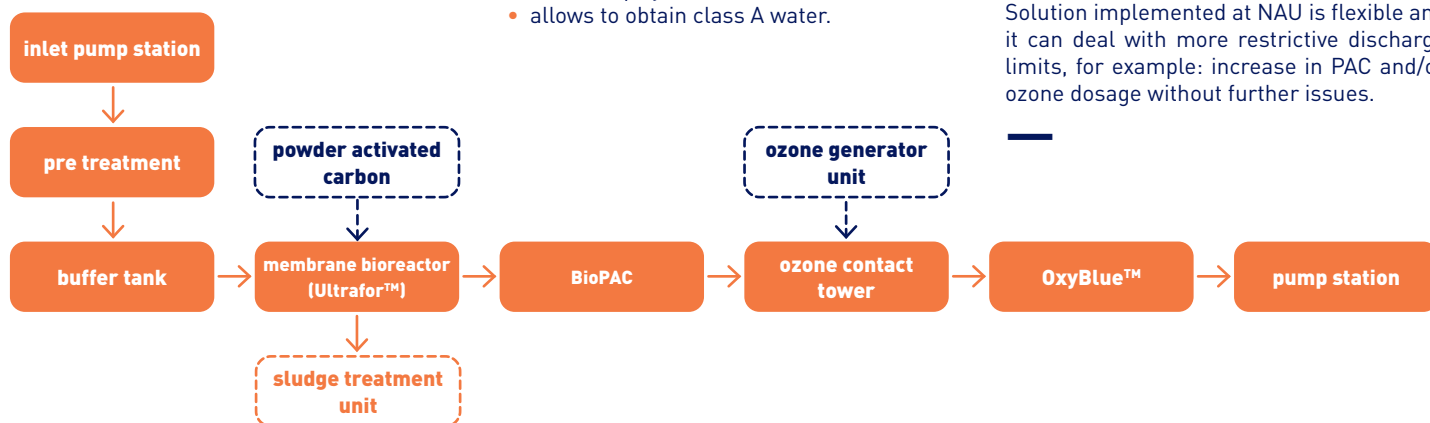 allows to obtain class A water.
Solution implemented at NAU is flexible an
it can deal with more restrictive discharg
limits, for example: increase in PAC and/o
ozone dosage without further issues.
inlet pump station
pre treatment
powder activated
carbon
ozone generator
unit
buffer tank
membrane bioreactor
(Ultrafor™)
BioPAC
ozone contact
tower
OxyBlue™
pump station
sludge treatment
unit